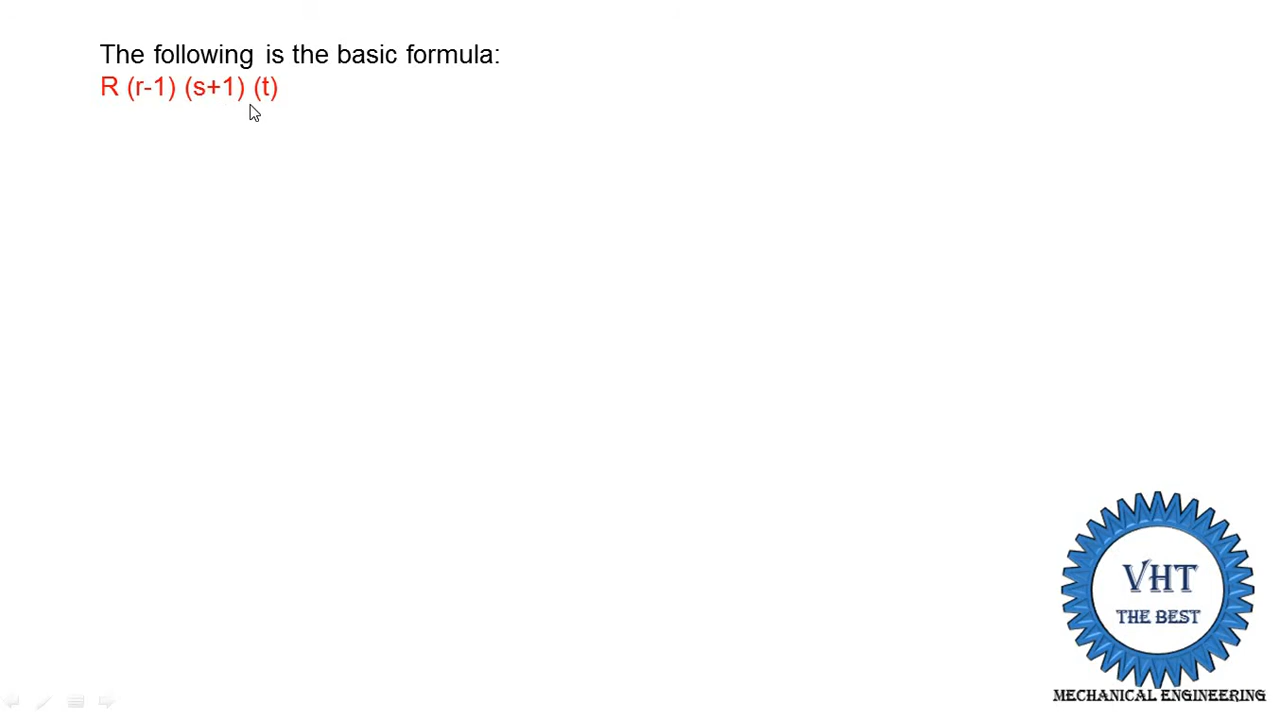 The following is the basic formula:
R (r-1) (s+1) (t)
VHT
THE BEST
MECHANICAL ENGINEERING